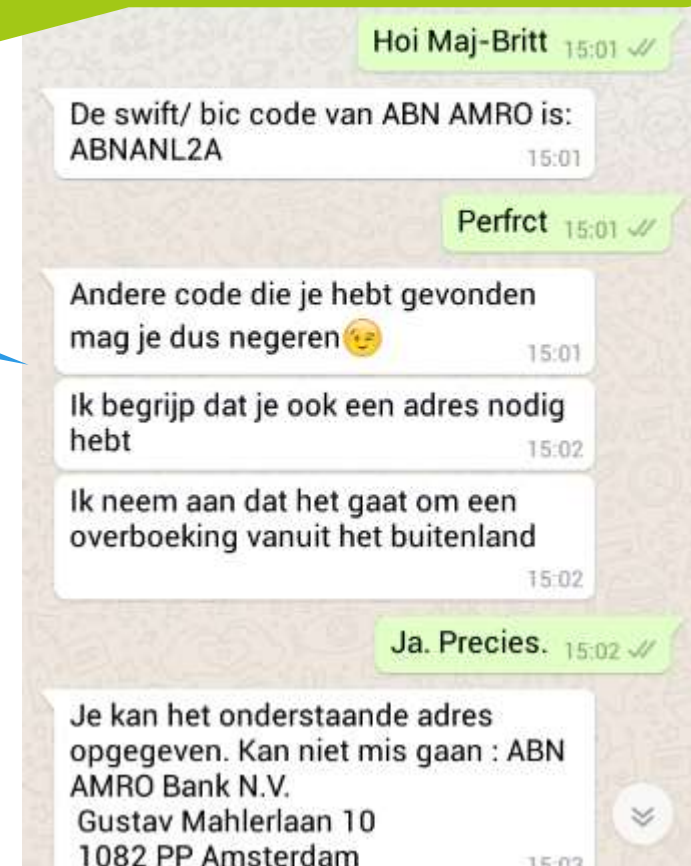 Hoi Maj-Britt 15:01
De swift/ bic code van ABN AMRO is:
ABNANL2A
15:01
Perfrct 15:01
Andere code die je hebt gevonden
mag je dus negeren😉
15:01
Ik begrijp dat je ook een adres nodig
hebt
15:02
Ik neem aan dat het gaat om een
overboeking vanuit het buitenland
15:02
Ja. Precies. 15:02
Je kan het onderstaande adres
opgegeven. Kan niet mis gaan : ABN
AMRO Bank N.V.
Gustav Mahlerlaan 10
1082 PP Amsterdam